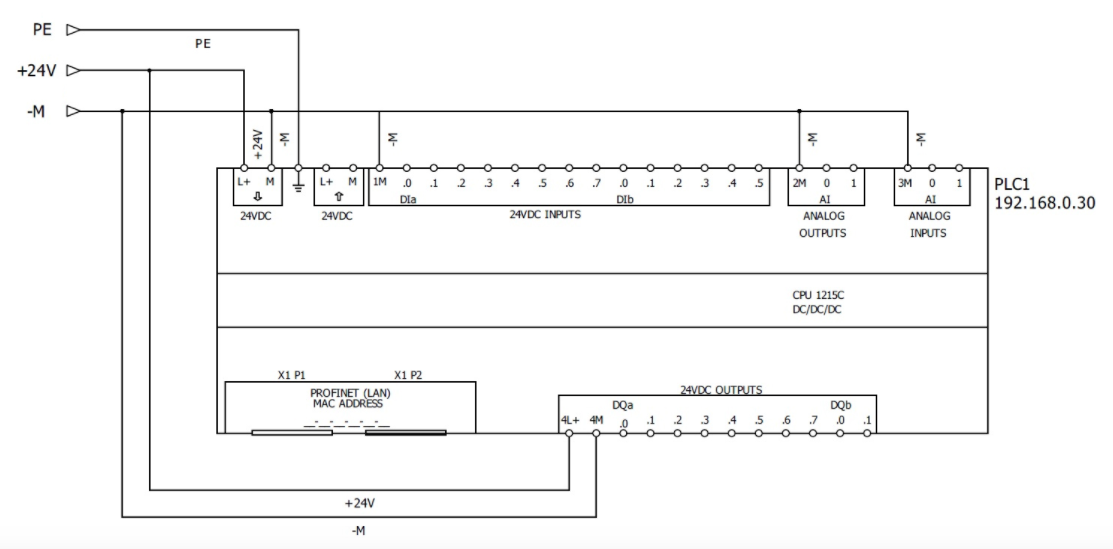 PE
PE
+24V
-M
+24V
-M
-M
-M
-M
L+ M
L+ M
1M .0 .1 .2 .3 .4 .5 .6 .7 .0 .1 .2 .3 .4 .5
2M 0 1
3M 0 1
PLC1
192.168.0.30
DIa
DIb
AI
AI
24VDC
24VDC
24VDC INPUTS
ANALOG
OUTPUTS
ANALOG
INPUTS
CPU 1215C
DC/DC/DC
X1 P1
X1 P2
PROFINET (LAN)
MAC ADDRESS
_-_-_-_-_-_
24VDC OUTPUTS
DQa
DQb
4L+ 4M .0 .1 .2 .3 .4 .5 .6 .7 .0 .1
+24V
-M